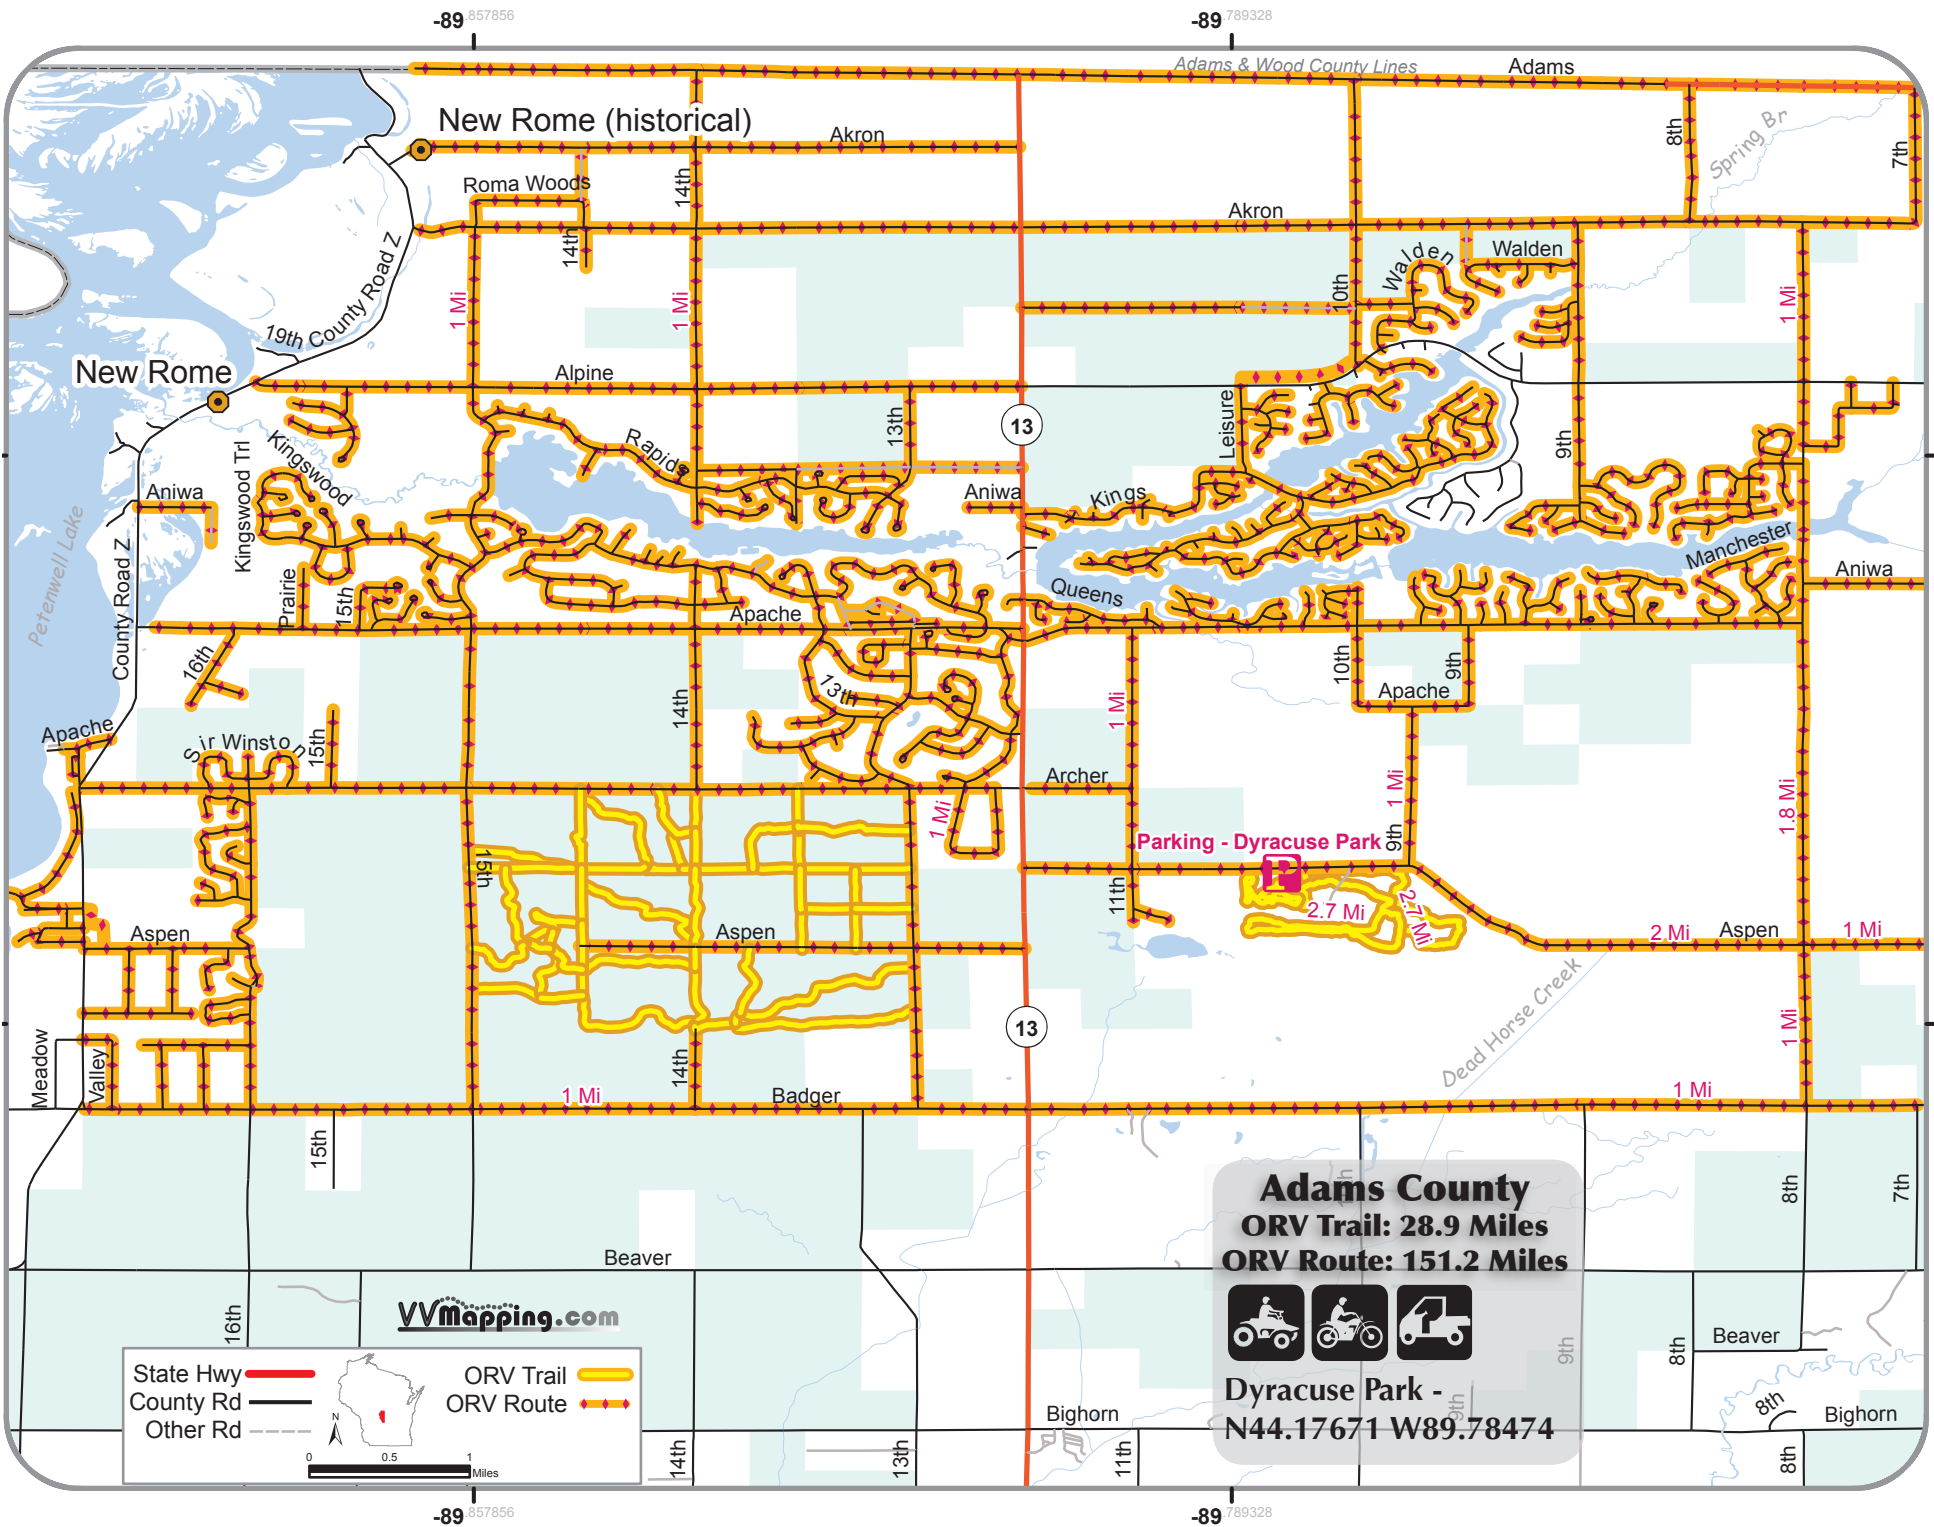 -89.857856
-89.789328
Adams & Wood County Lines
Adams
New Rome (historical)
Akron
8th
Spring Br
7th
Roma Woods
14th
Akron
14th
19th County Road Z
Walden
Walden
10th
1 Mi
1 Mi
1 Mi
New Rome
Alpine
Leisure
13th
13
9th
Rapids
Kingswood Trl
Kingswood
Aniwa
Aniwa
Kings
Petenwell Lake
County Road Z
Manchester
Aniwa
Prairie
15th
Queens
Apache
16th
10th
9th
Apache
13th
14th
1 Mi
Apache
Sir Winston
15th
Archer
1 Mi
1.8 Mi
1 Mi
9th
Parking - Dyracuse Park
P
15th
11th
2.7 Mi
2.7 Mi
Aspen
Aspen
2 Mi
Aspen
1 Mi
Dead Horse Creek
13
1 Mi
Meadow
Valley
14th
1 Mi
Badger
1 Mi
15th
8th
7th
Adams County
ORV Trail: 28.9 Miles
ORV Route: 151.2 Miles
Beaver
16th
VVMapping.com
9th
8th
Beaver
State Hwy
County Rd
Other Rd
N
ORV Trail
ORV Route
0 0.5 1
Miles
Dyracuse Park -
N44.17671 W89.78474
9th
Bighorn
8th
Bighorn
14th
13th
11th
8th
-89.857856
-89.789328